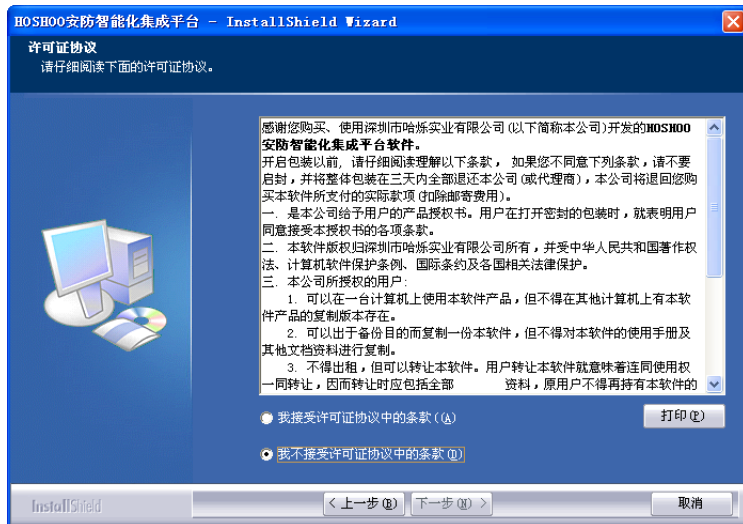 HOSHOO安防智能化集成平台 - InstallShield Wizard
许可证协议
请仔细阅读下面的许可证协议。
感谢您购买、使用深圳市哈烁实业有限公司(以下简称本公司)开发的HOSHOO
安防智能化集成平台软件。
开启包装以前, 请仔细阅读理解以下条款, 如果您不同意下列条款,请不要
启封,并将整体包装在三天内全部退还本公司(或代理商),本公司将退回您购
买本软件所支付的实际款项(扣除邮寄费用)。
一. 是本公司给予用户的产品授权书。用户在打开密封的包装时,就表明用户
同意接受本授权书的各项条款。
二. 本软件版权归深圳市哈烁实业有限公司所有,并受中华人民共和国著作权
法、计算机软件保护条例、国际条约及各国相关法律保护。
三. 本公司所授权的用户:
1. 可以在一台计算机上使用本软件产品,但不得在其他计算机上有本软
件产品的复制版本存在。
2. 可以出于备份目的而复制一份本软件,但不得对本软件的使用手册及
其他文档资料进行复制。
3. 不得出租,但可以转让本软件。用户转让本软件就意味着连同使用权
一同转让,因而转让时应包括全部 资料,原用户不得再持有本软件的
我接受许可证协议中的条款((A)
打印(P)
我不接受许可证协议中的条款(D)
InstallShield
< 上一步(B)
下一步(N) >
取消